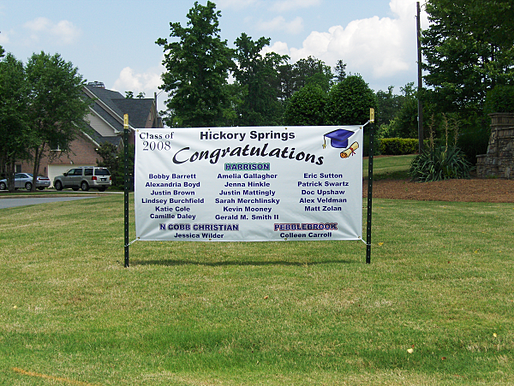 Class of
2008
Hickory Springs
Congratulations
HARRISON
Bobby Barrett
Alexandria Boyd
Justin Brown
Lindsey Burchfield
Katie Cole
Camille Daley
Amelia Gallagher
Jenna Hinkle
Justin Mattingly
Sarah Merchlinsky
Kevin Mooney
Gerald M. Smith II
Eric Sutton
Patrick Swartz
Doc Upshaw
Alex Veldman
Matt Zolan
N COBB CHRISTIAN
Jessica Wilder
PEBBLEBROOK
Colleen Carroll